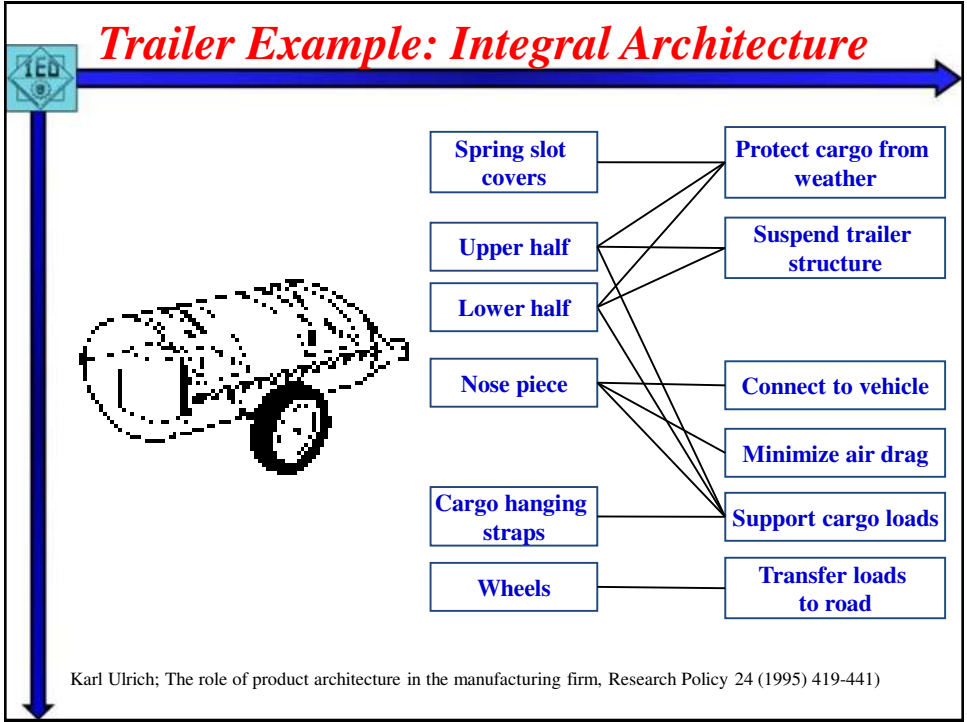 Trailer Example: Integral Architecture
IED
Spring slot
covers
Upper half
Lower half
Nose piece
Cargo hanging
straps
Wheels
Protect cargo from
weather
Suspend trailer
structure
Connect to vehicle
Minimize air drag
Support cargo loads
Transfer loads
to road
Karl Ulrich; The role of product architecture in the manufacturing firm, Research Policy 24 (1995) 419-441)